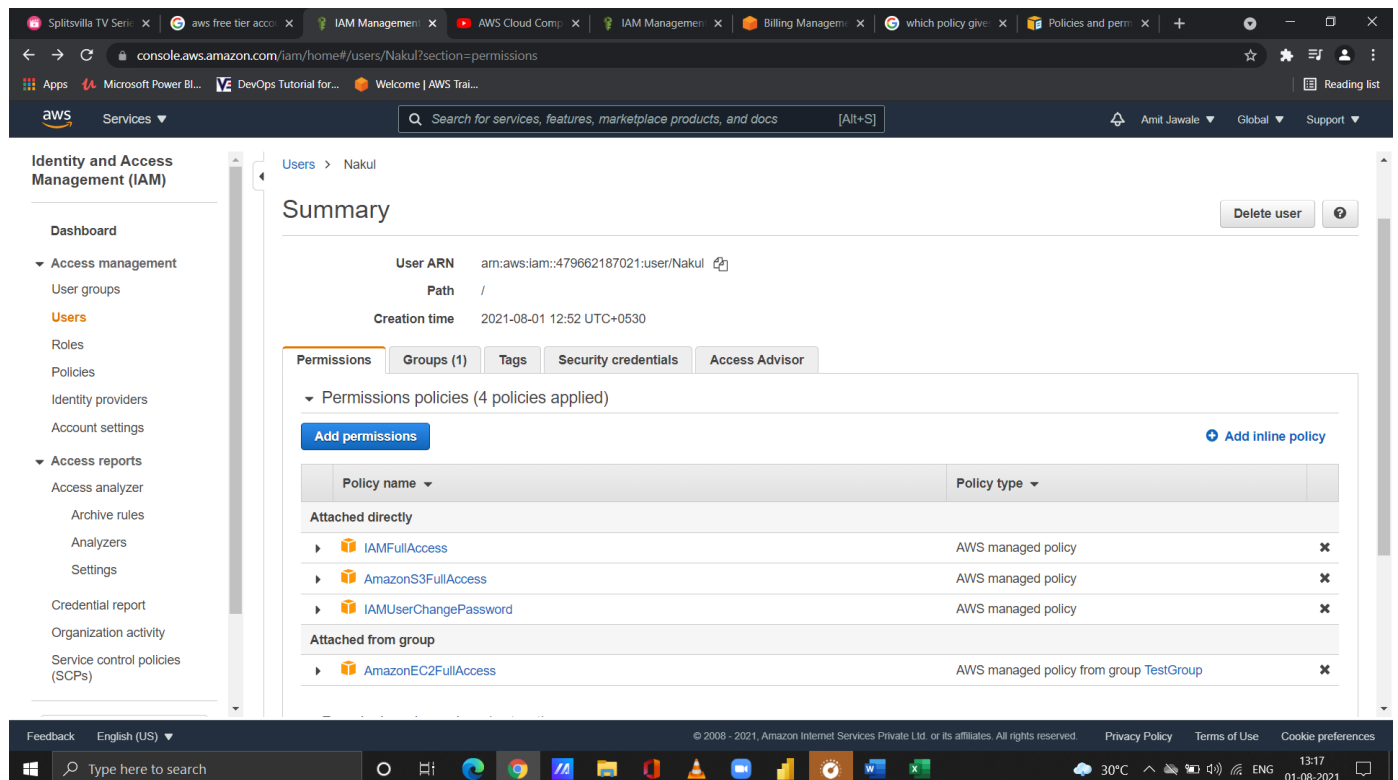 Splitsvilla TV Serie
aws free tier acco
IAM Management
AWS Cloud Comp
IAM Managemen
Billing Manageme
which policy gives
Policies and perm
console.aws.amazon.com/iam/home#/users/Nakul?section=permissions
Apps Microsoft Power BI... DevOps Tutorial for... Welcome | AWS Trai... Reading list
aws Services ▼ Search for services, features, marketplace products, and docs [Alt+S] Amit Jawale ▼ Global ▼ Support ▼
Identity and Access
Management (IAM)
Dashboard
Access management
User groups
Users
Roles
Policies
Identity providers
Account settings
Access reports
Access analyzer
Archive rules
Analyzers
Settings
Credential report
Organization activity
Service control policies
(SCPs)
Users > Nakul
Summary
Delete user
User ARN arn:aws:iam::479662187021:user/Nakul
Path /
Creation time 2021-08-01 12:52 UTC+0530
Permissions Groups (1) Tags Security credentials Access Advisor
Permissions policies (4 policies applied)
Add permissions Add inline policy
Policy name Policy type
Attached directly
IAMFullAccess AWS managed policy
AmazonS3FullAccess AWS managed policy
IAMUserChangePassword AWS managed policy
Attached from group
AmazonEC2FullAccess AWS managed policy from group TestGroup
Feedback English (US) ▼ © 2008 - 2021, Amazon Internet Services Private Ltd. or its affiliates. All rights reserved. Privacy Policy Terms of Use Cookie preferences
Type here to search 30°C ENG 13:17
01-08-2021